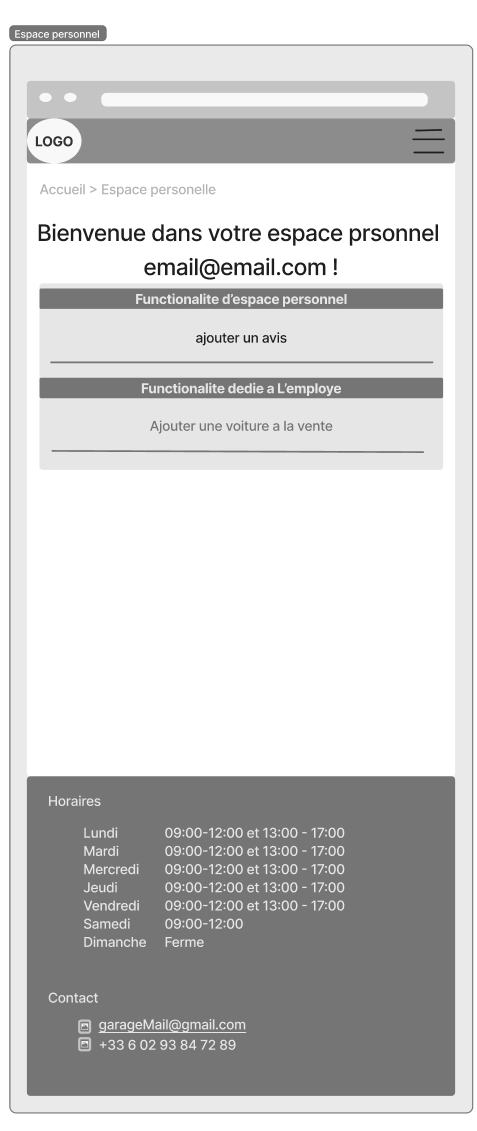 Espace personnel
LOGO
Accueil > Espace personelle
Bienvenue dans votre espace prsonnel
email@email.com !
Functionalite d'espace personnel
ajouter un avis
Functionalite dedie a L'employe
Ajouter une voiture a la vente
Horaires
Lundi 09:00-12:00 et 13:00 - 17:00
Mardi 09:00-12:00 et 13:00 - 17:00
Mercredi 09:00-12:00 et 13:00 - 17:00
Jeudi 09:00-12:00 et 13:00 - 17:00
Vendredi 09:00-12:00 et 13:00 - 17:00
Samedi 09:00-12:00
Dimanche Ferme
Contact
garageMail@gmail.com
+33 6 02 93 84 72 89